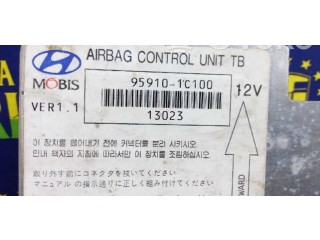 AIRBAG CONTROL UNIT TB
MOBIS
95910-1C100
12V
VER1.1
13023
이 장치를 떼어내기 전에 커넥터를 분리 하시오.
안내 책자의 지침에 따라서만 이 장치를 조립하십시오.
取り外す前にコネクタを抜いてください
マニュアルの指示通りに正しく組み付けてください
WARD